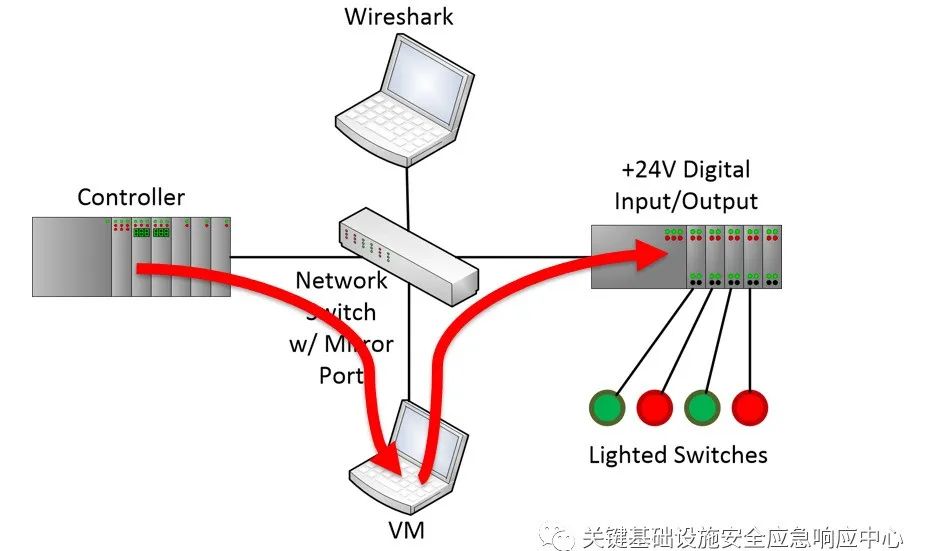 Wireshark
Controller
+24V Digital
Input/Output
Network
Switch
w/ Mirror
Port
Lighted Switches
VM
关键基础设施安全应急响应中心